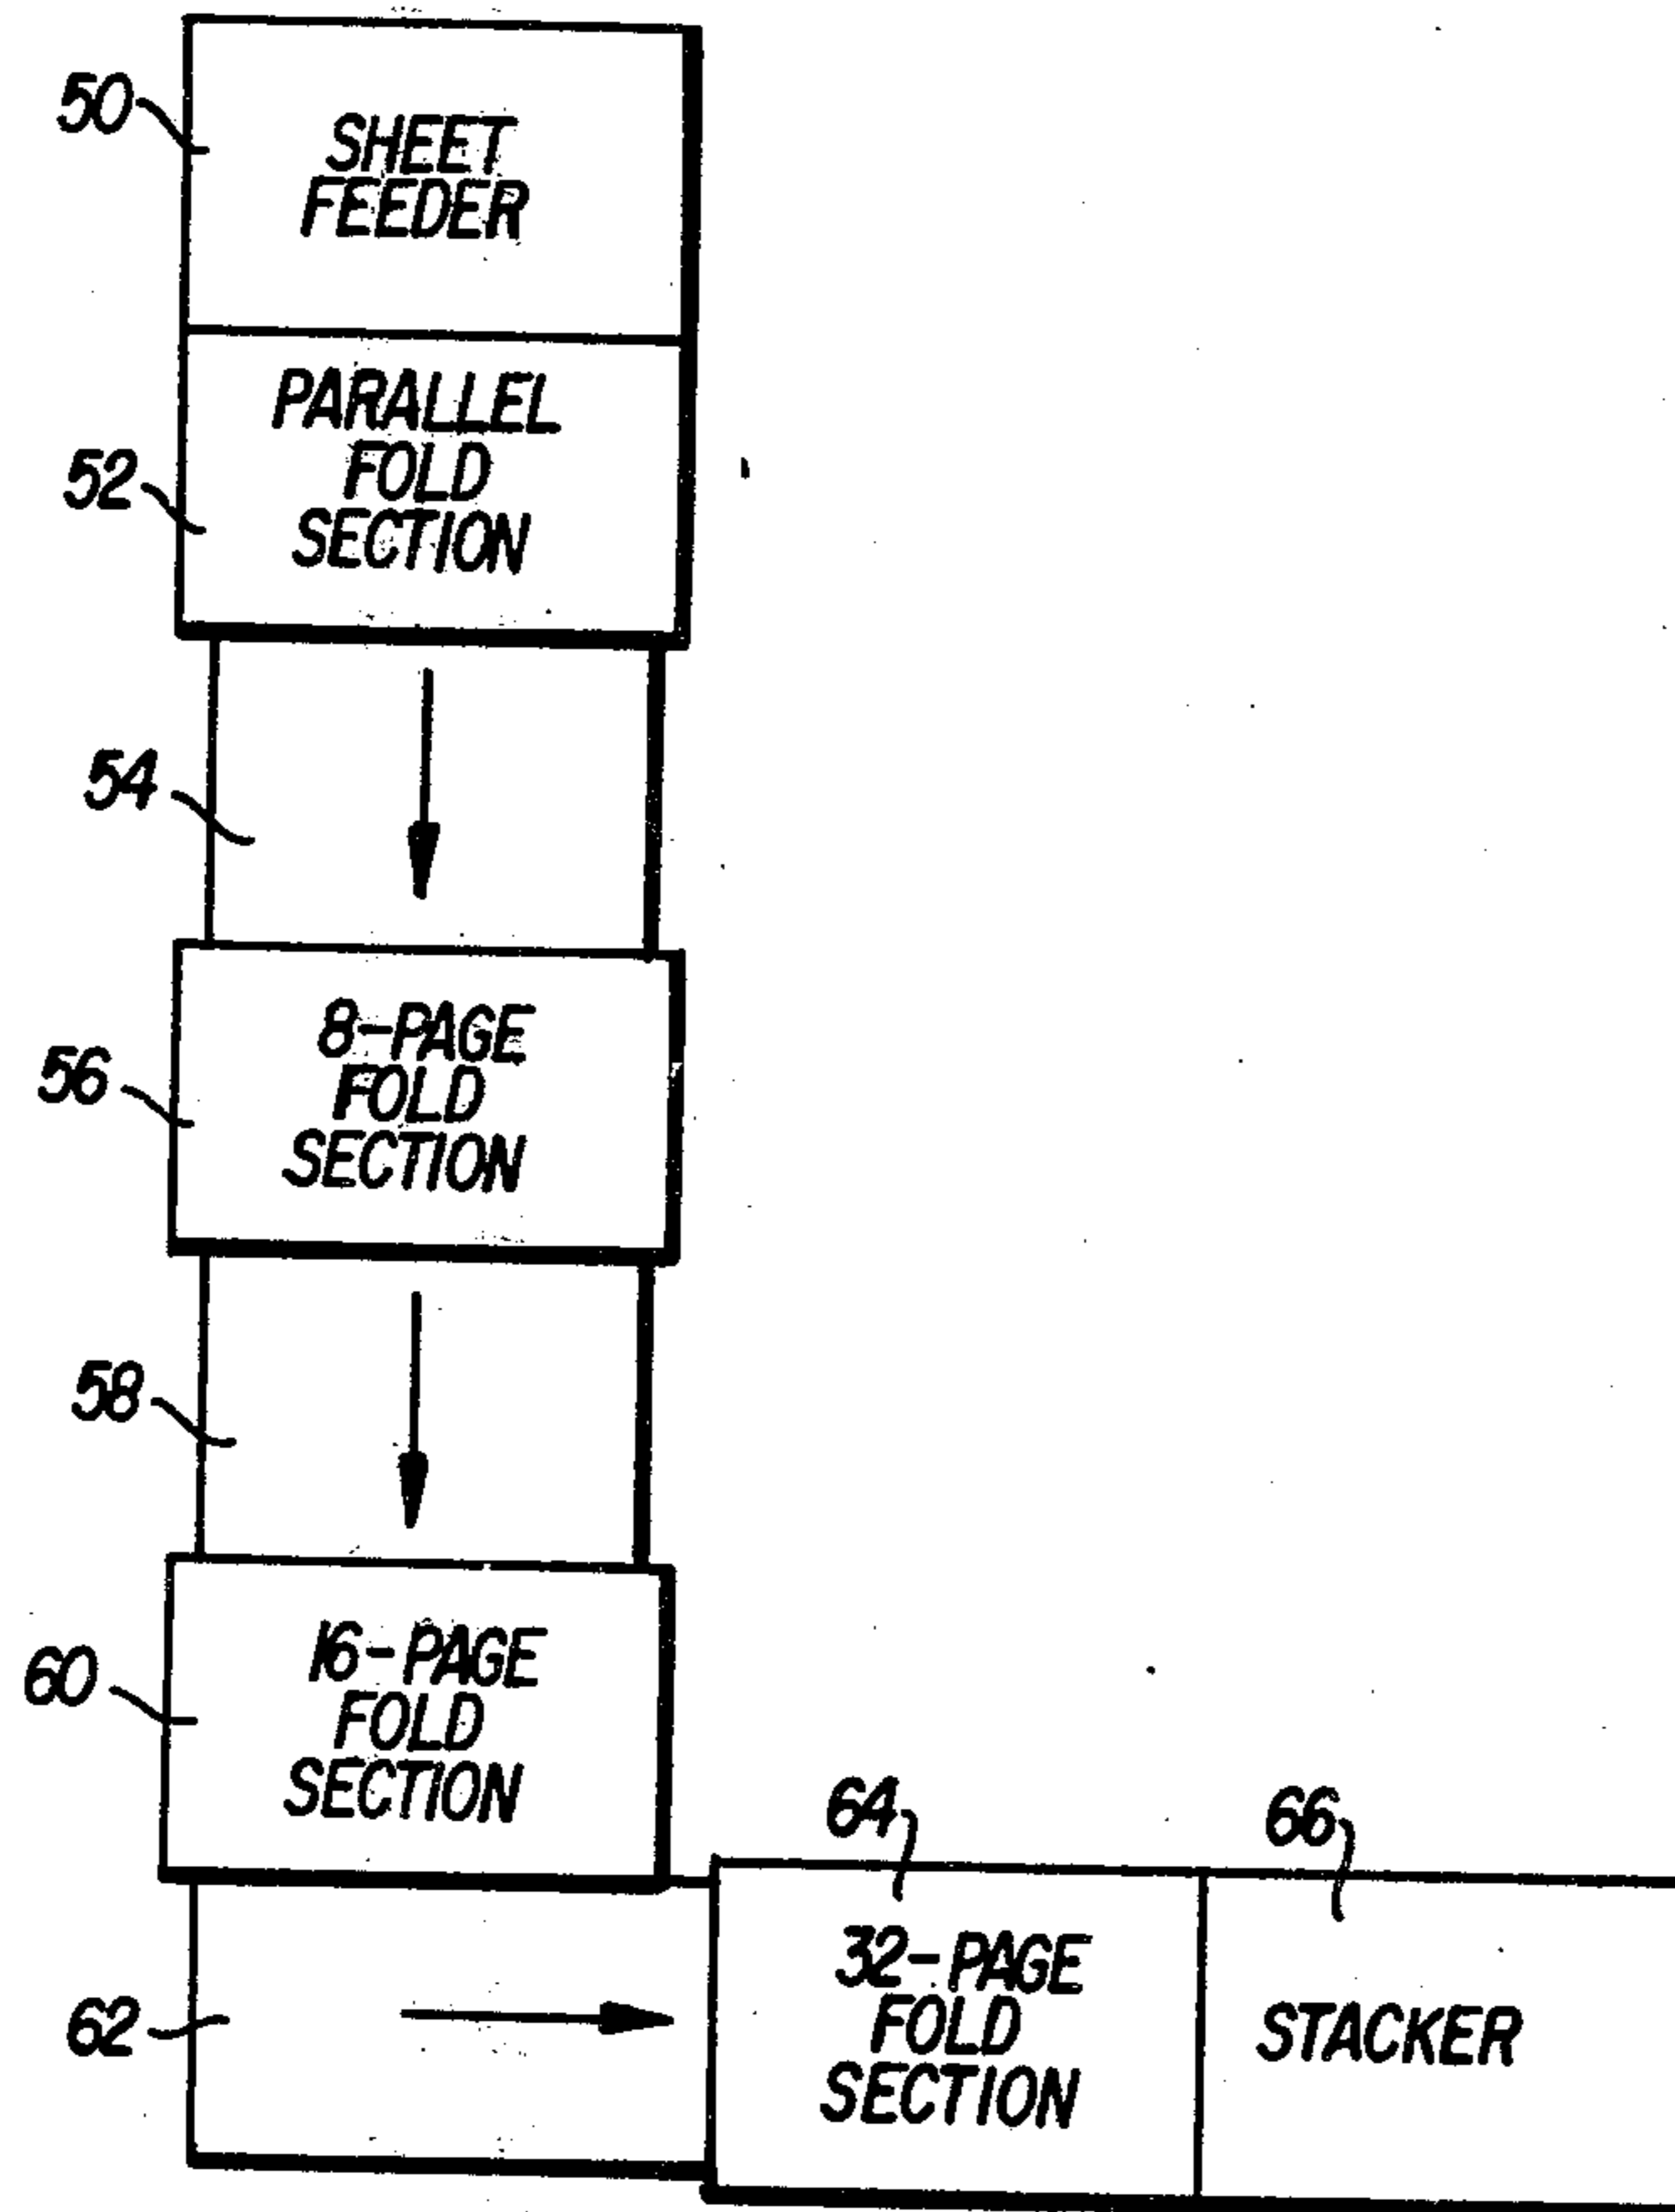 50
SHEET
FEEDER
52
PARALLEL
FOLD
SECTION
54
56
8-PAGE
FOLD
SECTION
58
60
16-PAGE
FOLD
SECTION
62
64
32-PAGE
FOLD
SECTION
66
STACKER